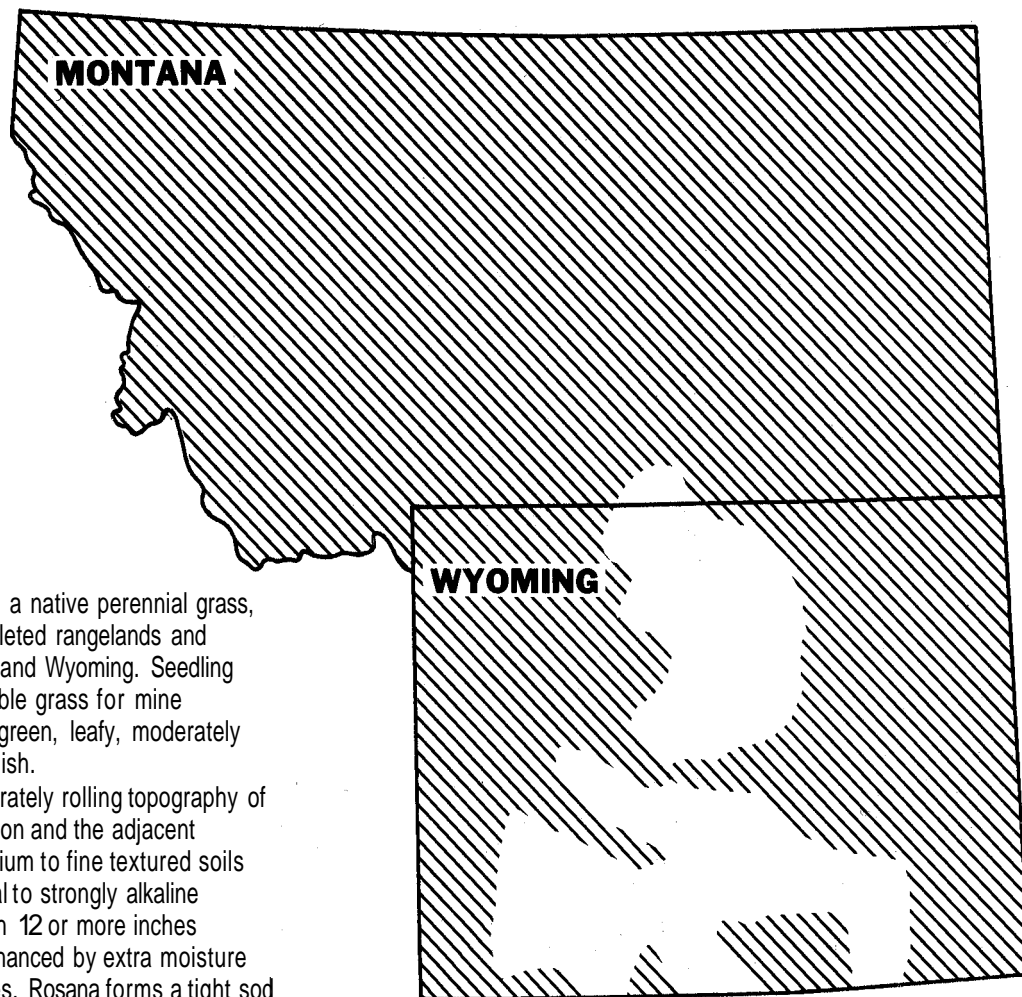 MONTANA
WYOMING
a native perennial grass,
leted rangelands and
and Wyoming. Seedling
ble grass for mine
green, leafy, moderately
ish.
rately rolling topography of
on and the adjacent
ium to fine textured soils
al to strongly alkaline
n 12 or more inches
hanced by extra moisture
es. Rosana forms a tight sod